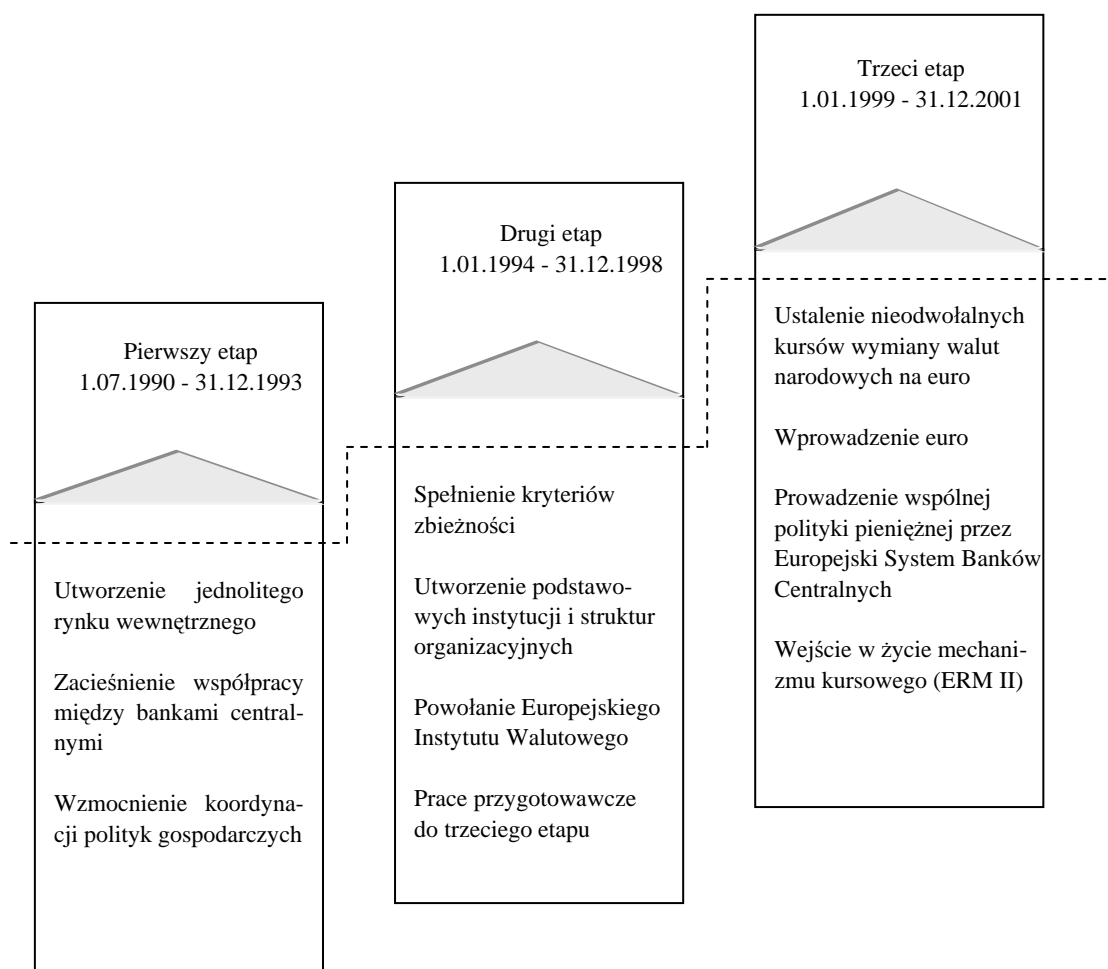 Pierwszy etap
1.07.1990 - 31.12.1993
Utworzenie jednolitego
rynku wewnętrznego
Zacieśnienie współpracy
między bankami central-
nymi
Wzmocnienie koordyna-
cji polityk gospodarczych
Drugi etap
1.01.1994 - 31.12.1998
Spełnienie kryteriów
zbieżności
Utworzenie podstawo-
wych instytucji i struktur
organizacyjnych
Powołanie Europejskiego
Instytutu Walutowego
Prace przygotowawcze
do trzeciego etapu
Trzeci etap
1.01.1999 - 31.12.2001
Ustalenie nieodwołalnych
kursów wymiany walut
narodowych na euro
Wprowadzenie euro
Prowadzenie wspólnej
polityki pieniężnej przez
Europejski System Banków
Centralnych
Wejście w życie mechani-
zmu kursowego (ERM II)